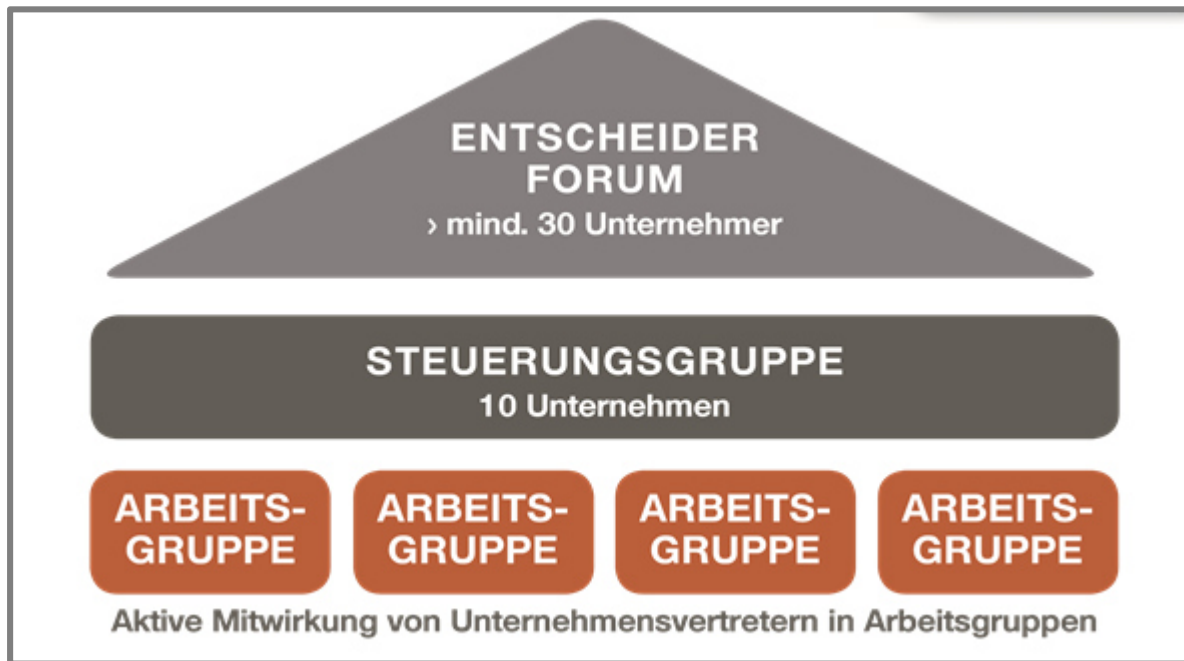 ENTSCHEIDER
FORUM
› mind. 30 Unternehmer
STEUERUNGSGRUPPE
10 Unternehmen
ARBEITS-
GRUPPE
ARBEITS-
GRUPPE
ARBEITS-
GRUPPE
ARBEITS-
GRUPPE
Aktive Mitwirkung von Unternehmensvertretern in Arbeitsgruppen